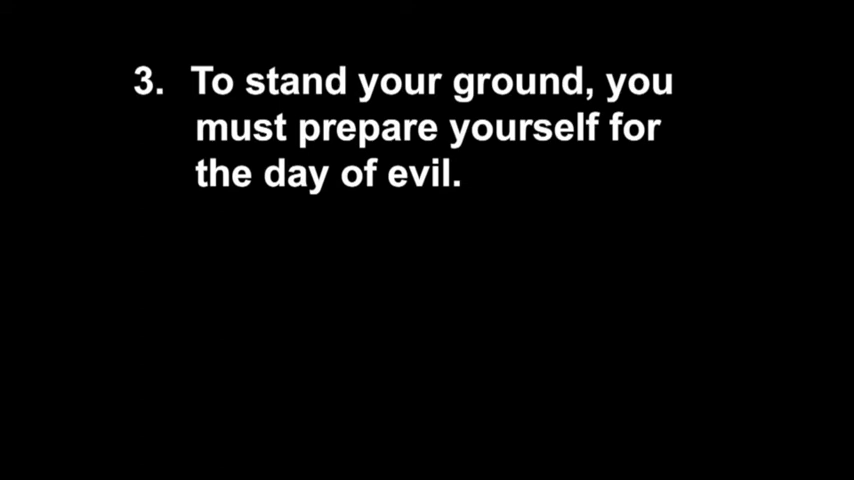 3. To stand your ground, you
must prepare yourself for
the day of evil.